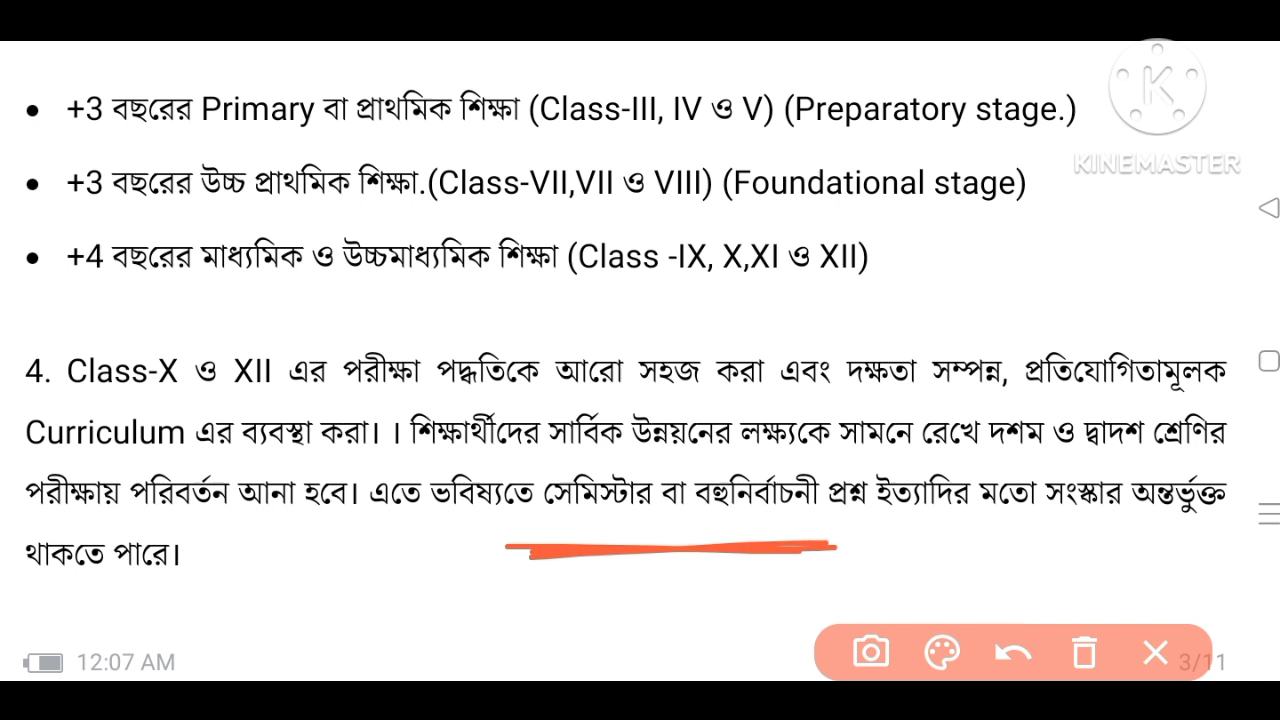 • +3 বছরের Primary বা প্রাথমিক শিক্ষা (Class-III, IV ও V) (Preparatory stage.)
KINEMASTER
• +3 বছরের উচ্চ প্রাথমিক শিক্ষা.(Class-VII,VII ও VIII) (Foundational stage)
• +4 বছরের মাধ্যমিক ও উচ্চমাধ্যমিক শিক্ষা (Class -IX, X,XI ও XII)
4. Class-X ও XII এর পরীক্ষা পদ্ধতিকে আরো সহজ করা এবং দক্ষতা সম্পন্ন, প্রতিযোগিতামূলক
Curriculum এর ব্যবস্থা করা। । শিক্ষার্থীদের সার্বিক উন্নয়নের লক্ষ্যকে সামনে রেখে দশম ও দ্বাদশ শ্রেণির
পরীক্ষায় পরিবর্তন আনা হবে। এতে ভবিষ্যতে সেমিস্টার বা বহুনির্বাচনী প্রশ্ন ইত্যাদির মতো সংস্কার অন্তর্ভুক্ত
থাকতে পারে।
12:07 AM
3/11